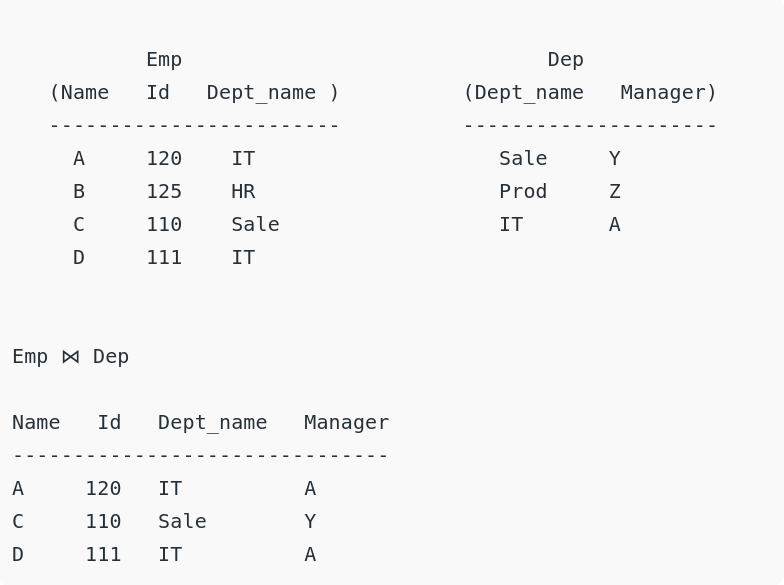 Emp Dep
(Name Id Dept_name ) (Dept_name Manager)
------------------------ ---------------------
A 120 IT Sale Y
B 125 HR Prod Z
C 110 Sale IT A
D 111 IT
Emp ⋈ Dep
Name Id Dept_name Manager
-------------------------------
A 120 IT A
C 110 Sale Y
D 111 IT A